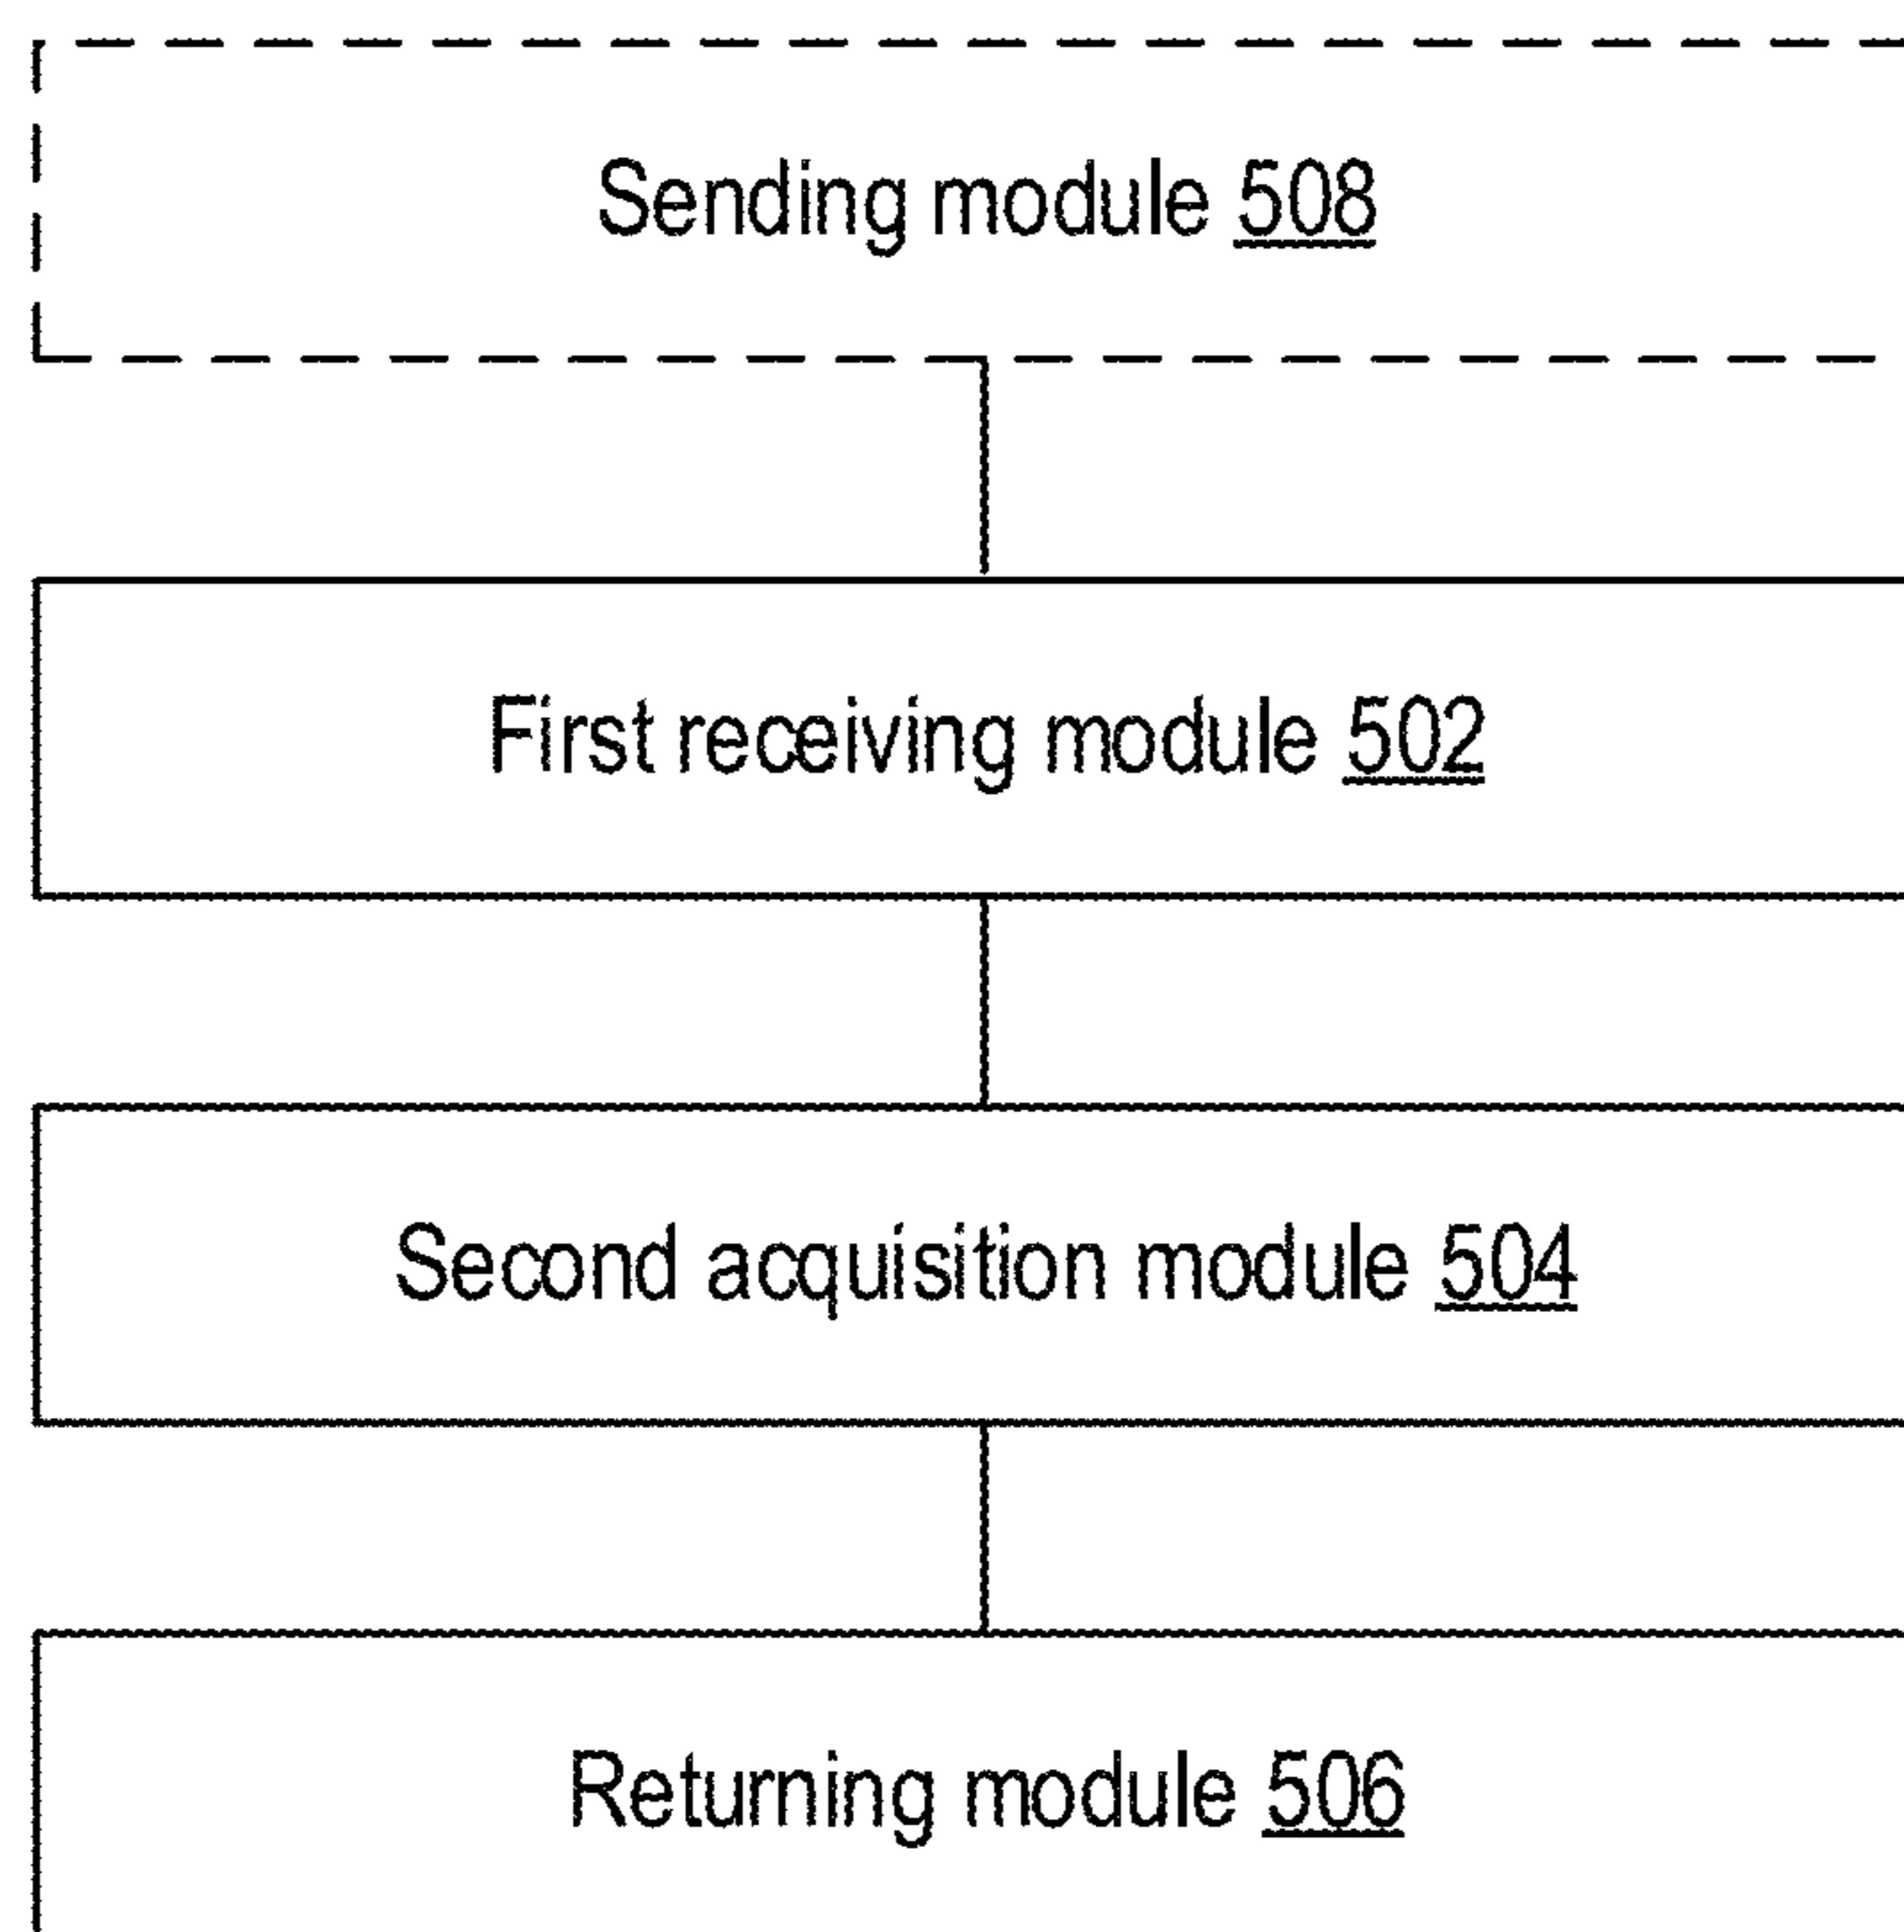 Sending module 508
First receiving module 502
Second acquisition module 504
Returning module 506